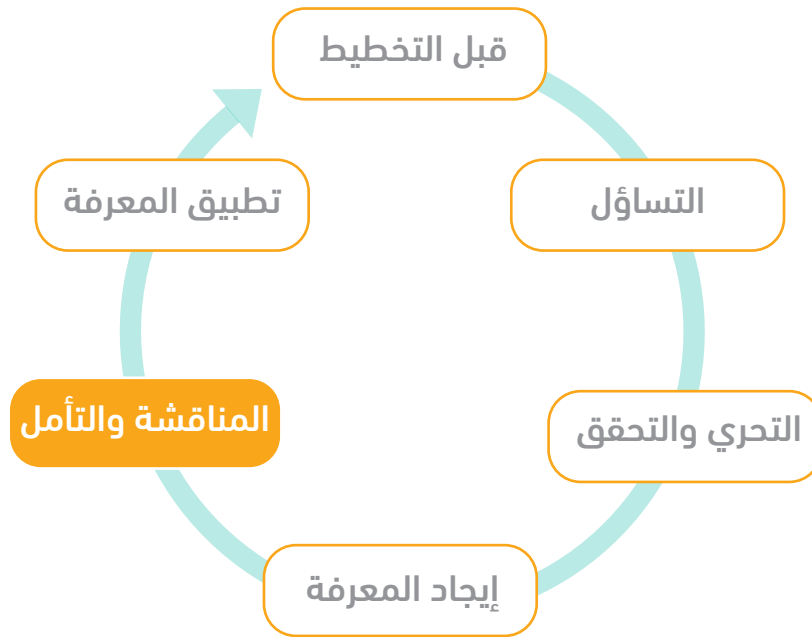 قبل التخطيط
التساؤل
التحري والتحقق
إيجاد المعرفة
المناقشة والتأمل
تطبيق المعرفة